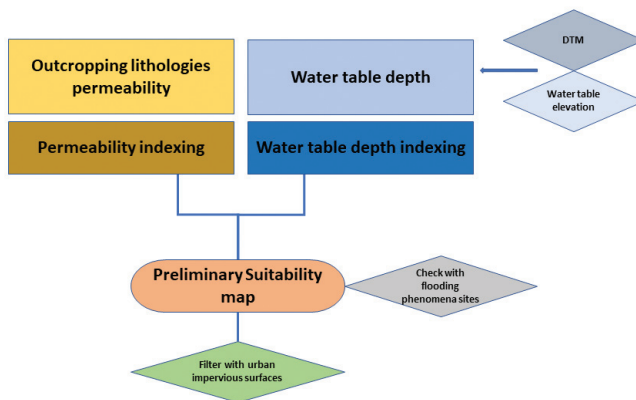 Outcropping lithologies
permeability
Water table depth
DTM
Water table
elevation
Permeability indexing
Water table depth indexing
Preliminary Suitability
map
Check with
flooding
phenomena sites
Filter with urban
impervious surfaces